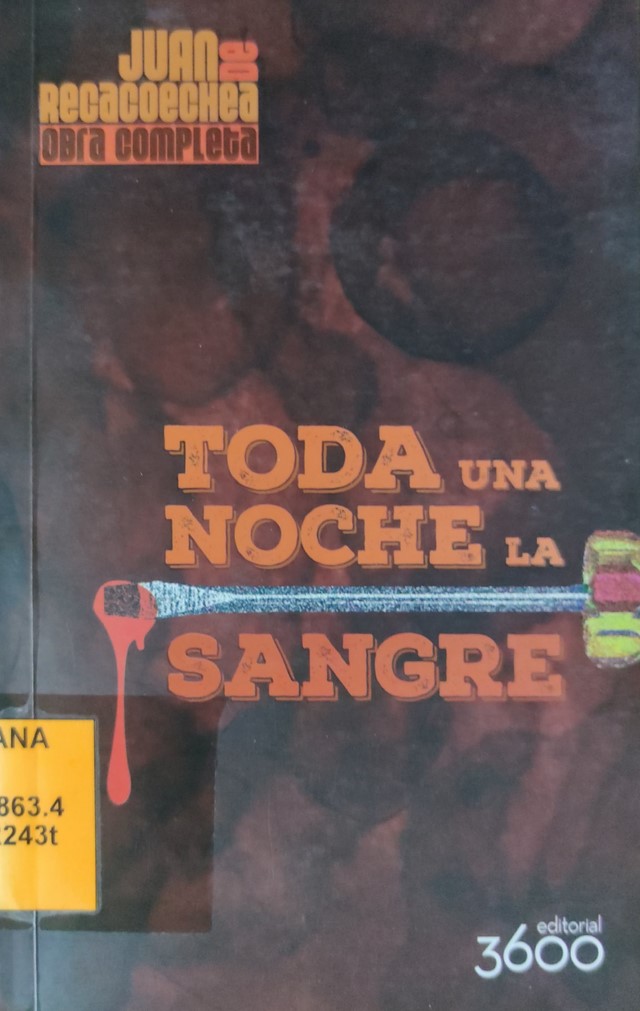 JUAN DE
RECACOECHEA
OBRA COMPLETA
TODA UNA
NOCHE LA
SANGRE
ANA
863.4
243t
editorial
3600